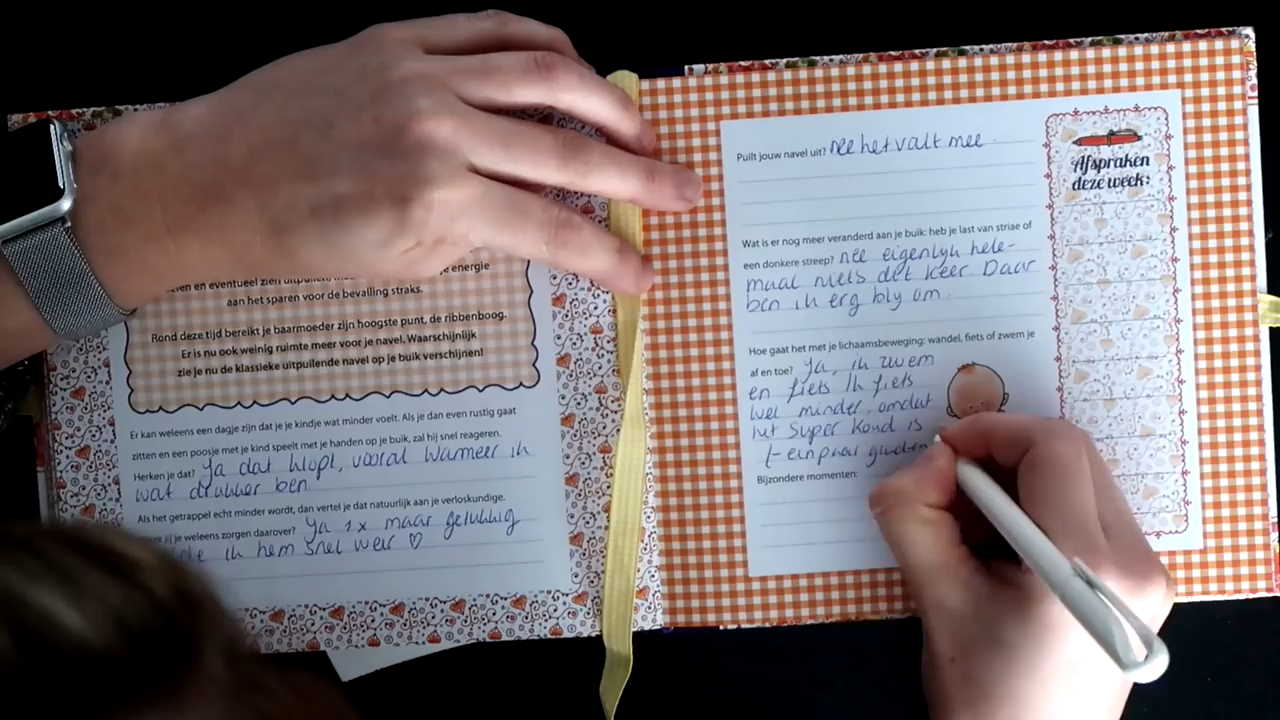 en eventueel zien uitpuilen,
je energie
aan het sparen voor de bevalling straks.
Rond deze tijd bereikt je baarmoeder zijn hoogste punt, de ribbenboog.
Er is nu ook weinig ruimte meer voor je navel. Waarschijnlijk
zie je nu de klassieke uitpuilende navel op je buik verschijnen!
Er kan weleens een dagje zijn dat je je kindje wat minder voelt. Als je dan even rustig gaat
zitten en een poosje met je kind speelt met je handen op je buik, zal hij snel reageren.
Herken je dat? Ja dat klopt, vooral wanneer ik
wat drukker ben.
Als het getrappel echt minder wordt, dan vertel je dat natuurlijk aan je verloskundige.
jij je weleens zorgen daarover? Ja 1x maar gelukkig
ik hem snel weer ♡
Puilt jouw navel uit? nee het valt mee.
Wat is er nog meer veranderd aan je buik: heb je last van striae of
een donkere streep? nee eigenlyk hele-
maal niets dit keer. Daar
ben ik erg bly om.
Hoe gaat het met je lichaamsbeweging: wandel, fiets of zwem je
af en toe? Ja, ik zwem
en fiets Ik fiets
wel minder, omdat
het super koud is
Bijzondere momenten:
Afspraken
deze week: